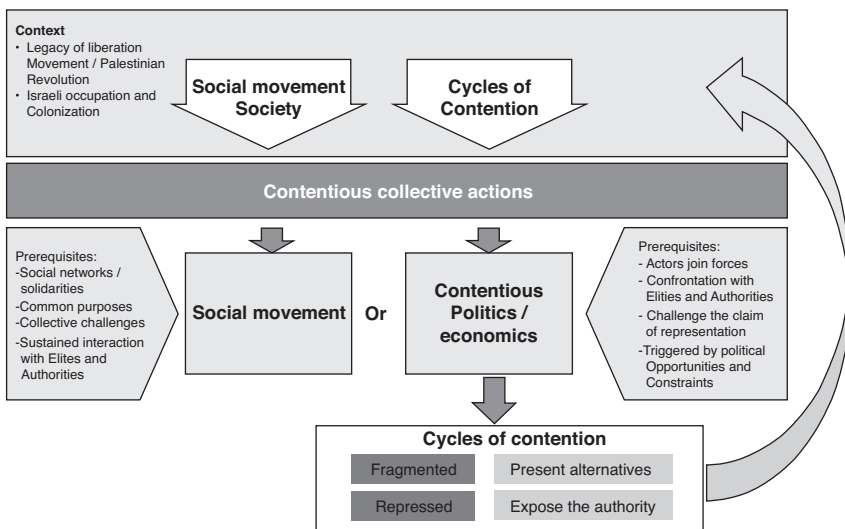 Context
• Legacy of liberation
Movement / Palestinian
Revolution
• Israeli occupation and
Colonization
Social movement
Society
Cycles of
Contention
Contentious collective actions
Prerequisites:
-Social networks /
solidarities
-Common purposes
-Collective challenges
-Sustained interaction
with Elites and
Authorities
Social movement
Or
Contentious
Politics /
economics
Prerequisites:
- Actors join forces
- Confrontation with
Elities and Authorities
- Challenge the claim
of representation
-Triggered by political
Opportunities and
Constraints
Cycles of contention
Fragmented
Present alternatives
Repressed
Expose the authority